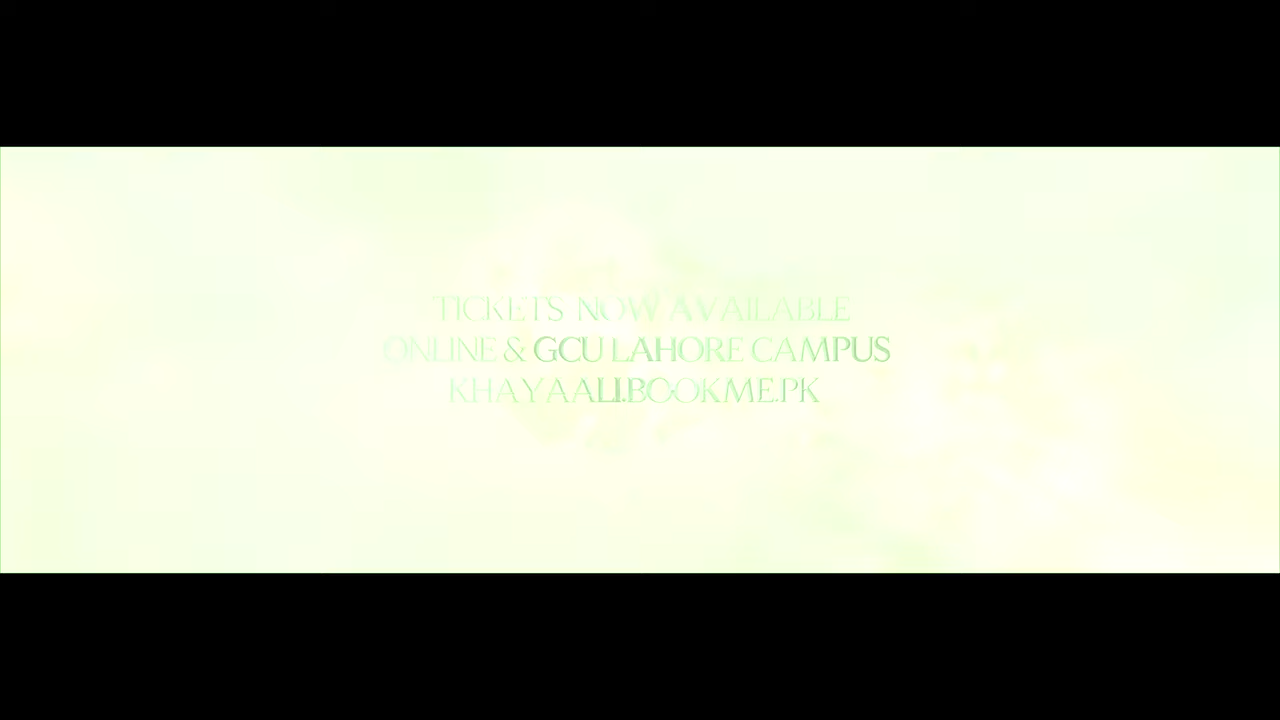 TICKETS NOW AVAILABLE
ONLINE & GCU LAHORE CAMPUS
KHAYAALI.BOOKME.PK